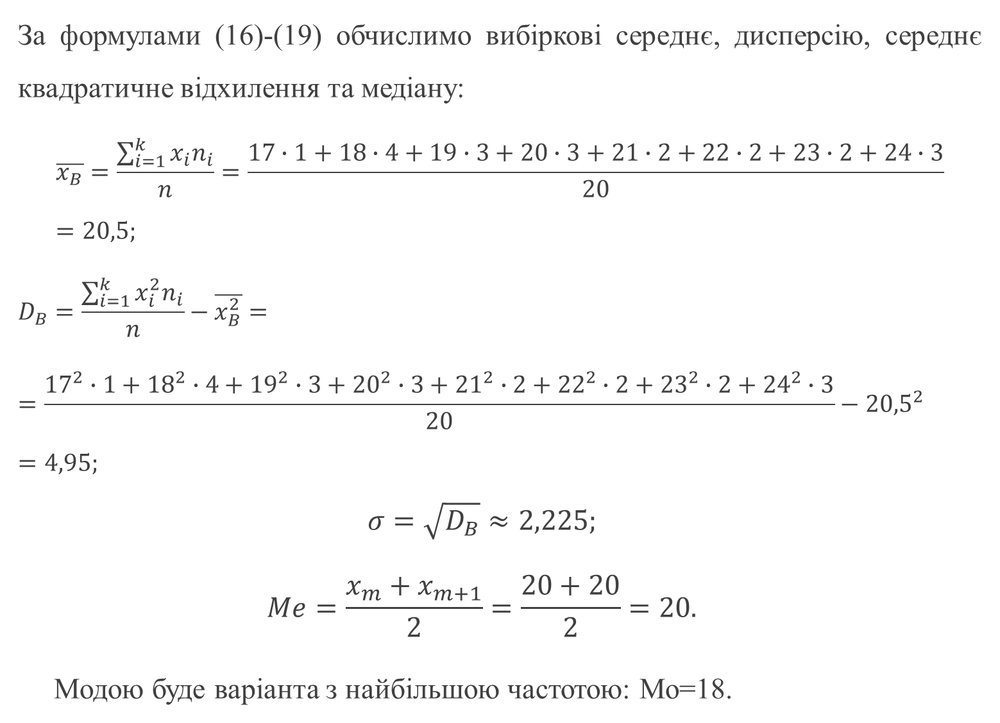 За формулами (16)-(19) обчислимо вибіркові середнє, дисперсію, середнє
квадратичне відхилення та медіану:
$\overline{x_B} = \frac{\sum_{i=1}^{k} x_i n_i}{n} = \frac{17 \cdot 1 + 18 \cdot 4 + 19 \cdot 3 + 20 \cdot 3 + 21 \cdot 2 + 22 \cdot 2 + 23 \cdot 2 + 24 \cdot 3}{20}$
$= 20,5;$
$D_B = \frac{\sum_{i=1}^{k} x_i^2 n_i}{n} - \overline{x_B^2} =$
$= \frac{17^2 \cdot 1 + 18^2 \cdot 4 + 19^2 \cdot 3 + 20^2 \cdot 3 + 21^2 \cdot 2 + 22^2 \cdot 2 + 23^2 \cdot 2 + 24^2 \cdot 3}{20} - 20,5^2$
$= 4,95;$
$\sigma = \sqrt{D_B} \approx 2,225;$
$Me = \frac{x_m + x_{m+1}}{2} = \frac{20 + 20}{2} = 20.$
Модою буде варіанта з найбільшою частотою: Мо=18.